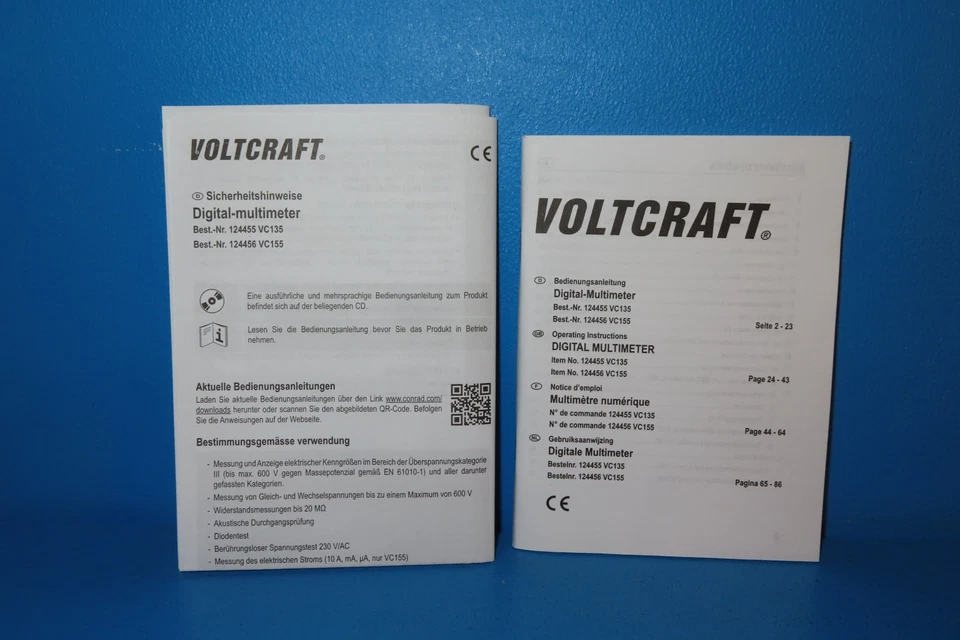 VOLTCRAFT®
CE
D Sicherheitshinweise
Digital-multimeter
Best.-Nr. 124455 VC135
Best.-Nr. 124456 VC155
Eine ausführliche und mehrsprachige Bedienungsanleitung zum Produkt
befindet sich auf der beliegenden CD.
Lesen Sie die Bedienungsanleitung bevor Sie das Produkt in Betrieb
nehmen.
Aktuelle Bedienungsanleitungen
Laden Sie aktuelle Bedienungsanleitungen über den Link www.conrad.com/
downloads herunter oder scannen Sie den abgebildeten QR-Code. Befolgen
Sie die Anweisungen auf der Webseite.
Bestimmungsgemässe verwendung
- Messung und Anzeige elektrischer Kenngrößen im Bereich der Überspannungskategorie
III (bis max. 600 V gegen Massepotenzial gemäß EN 61010-1) und aller darunter
gefassten Kategorien.
- Messung von Gleich- und Wechselspannungen bis zu einem Maximum von 600 V
- Widerstandsmessungen bis 20 MΩ
- Akustische Durchgangsprüfung
- Diodentest
- Berührungsloser Spannungstest 230 V/AC
- Messung des elektrischen Stroms (10 A, mA, µA, nur VC155)
VOLTCRAFT®
D Bedienungsanleitung
Digital-Multimeter
Best.-Nr. 124455 VC135
Best.-Nr. 124456 VC155
Seite 2 - 23
GB Operating Instructions
DIGITAL MULTIMETER
Item No. 124455 VC135
Item No. 124456 VC155
Page 24 - 43
F Notice d'emploi
Multimètre numérique
N° de commande 124455 VC135
N° de commande 124456 VC155
Page 44 - 64
NL Gebruiksaanwijzing
Digitale Multimeter
Bestelnr. 124455 VC135
Bestelnr. 124456 VC155
Pagina 65 - 86
CE